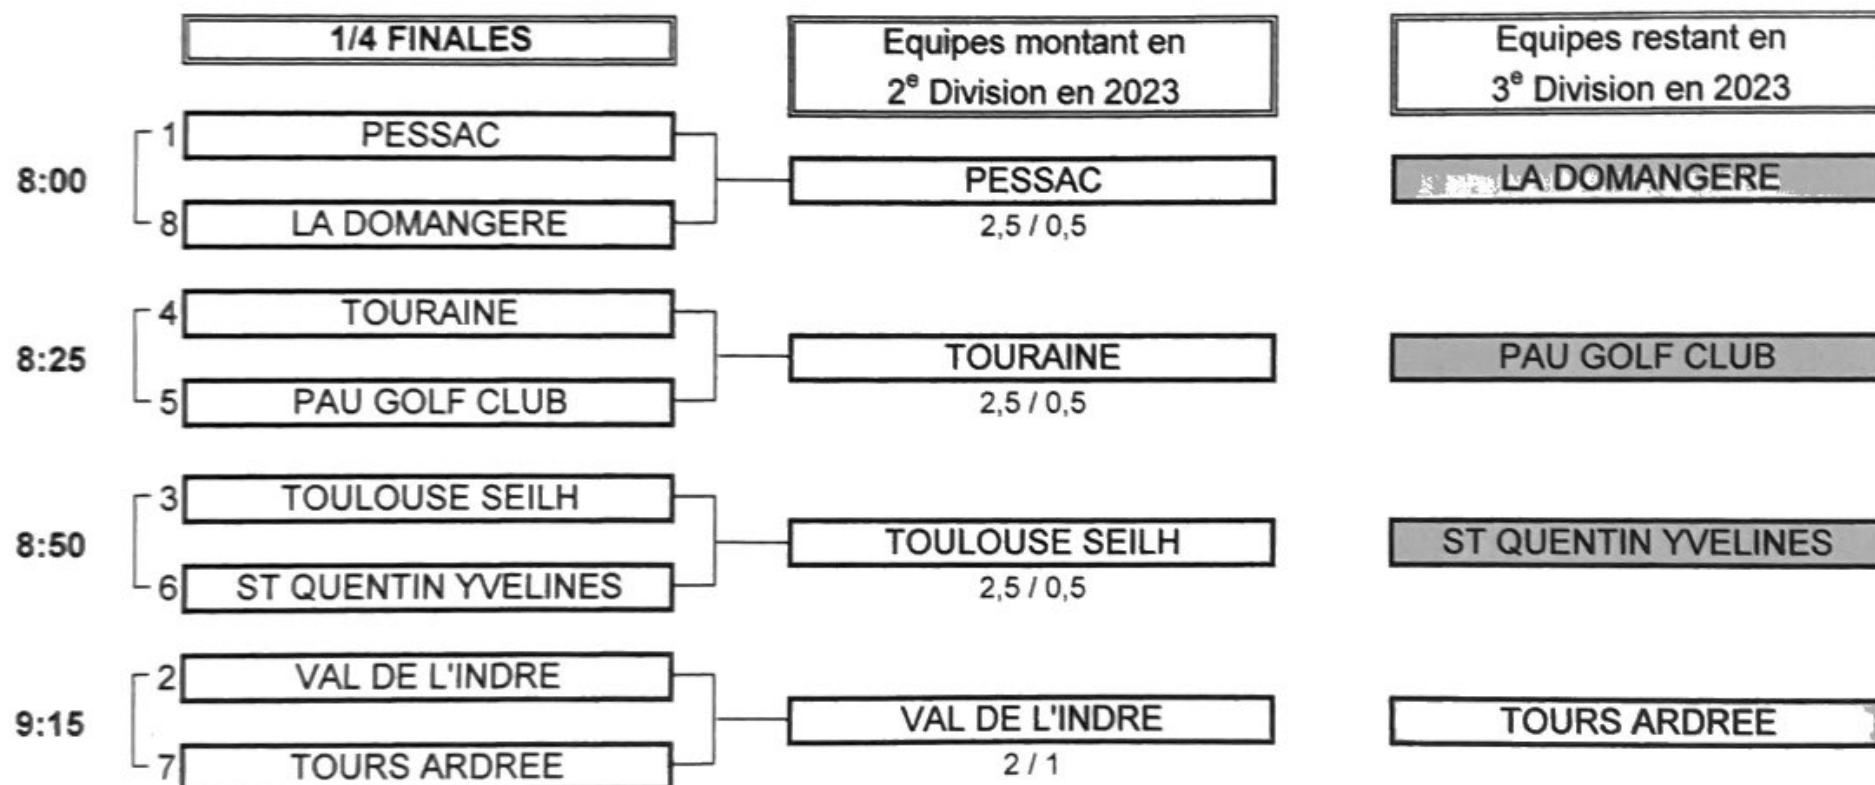 1/4 FINALES
Equipes montant en
2e Division en 2023
Equipes restant en
3e Division en 2023
8:00
1 PESSAC
8 LA DOMANGERE
PESSAC
2,5 / 0,5
LA DOMANGERE
8:25
4 TOURAINE
5 PAU GOLF CLUB
TOURAINE
2,5 / 0,5
PAU GOLF CLUB
8:50
3 TOULOUSE SEILH
6 ST QUENTIN YVELINES
TOULOUSE SEILH
2,5 / 0,5
ST QUENTIN YVELINES
9:15
2 VAL DE L'INDRE
7 TOURS ARDREE
VAL DE L'INDRE
2 / 1
TOURS ARDREE